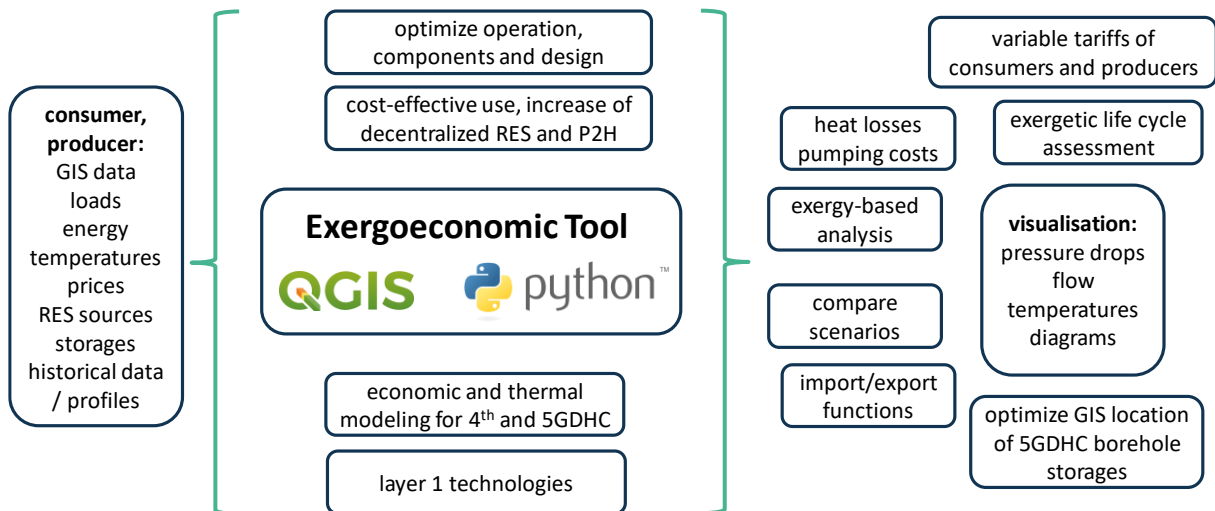 consumer,
producer:
GIS data
loads
energy
temperatures
prices
RES sources
storages
historical data
/ profiles
optimize operation,
components and design
cost-effective use, increase of
decentralized RES and P2H
Exergoeconomic Tool
QGIS
python™
economic and thermal
modeling for 4th and 5GDHC
layer 1 technologies
variable tariffs of
consumers and producers
heat losses
pumping costs
exergetic life cycle
assessment
exergy-based
analysis
visualisation:
pressure drops
flow
temperatures
diagrams
compare
scenarios
import/export
functions
optimize GIS location
of 5GDHC borehole
storages